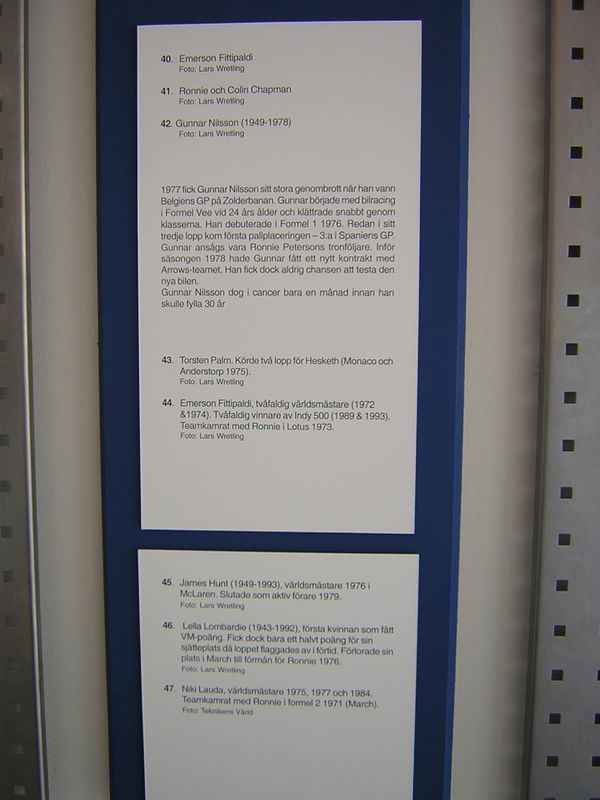 40. Emerson Fittipaldi
Foto: Lars Wretling
41. Ronnie och Colin Chapman
Foto: Lars Wretling
42. Gunnar Nilsson (1949-1978)
Foto: Lars Wretling
1977 fick Gunnar Nilsson sitt stora genombrott när han vann
Belgiens GP på Zolderbanan. Gunnar började med bilracing
i Formel Vee vid 24 års ålder och klättrade snabbt genom
klasserna. Han debuterade i Formel 1 1976. Redan i sitt
tredje lopp kom första pallplaceringen – 3:a i Spaniens GP.
Gunnar ansågs vara Ronnie Petersons tronföljare. Inför
säsongen 1978 hade Gunnar fått ett nytt kontrakt med
Arrows-teamet. Han fick dock aldrig chansen att testa den
nya bilen.
Gunnar Nilsson dog i cancer bara en månad innan han
skulle fylla 30 år
43. Torsten Palm. Körde två lopp för Hesketh (Monaco och
Anderstorp 1975).
Foto: Lars Wretling
44. Emerson Fittipaldi, tvåfaldig världsmästare (1972
&1974). Tvåfaldig vinnare av Indy 500 (1989 & 1993).
Teamkamrat med Ronnie i Lotus 1973.
Foto: Lars Wretling
45. James Hunt (1949-1993), världsmästare 1976 i
McLaren. Slutade som aktiv förare 1979.
Foto: Lars Wretling
46. Lella Lombardie (1943-1992), första kvinnan som fått
VM-poäng. Fick dock bara ett halvt poäng för sin
sjätteplats då loppet flaggades av i förtid. Förlorade sin
plats i March till förmån för Ronnie 1976.
Foto: Lars Wretling
47. Niki Lauda, världsmästare 1975, 1977 och 1984.
Teamkamrat med Ronnie i formel 2 1971 (March).
Foto: Teknikens Värld